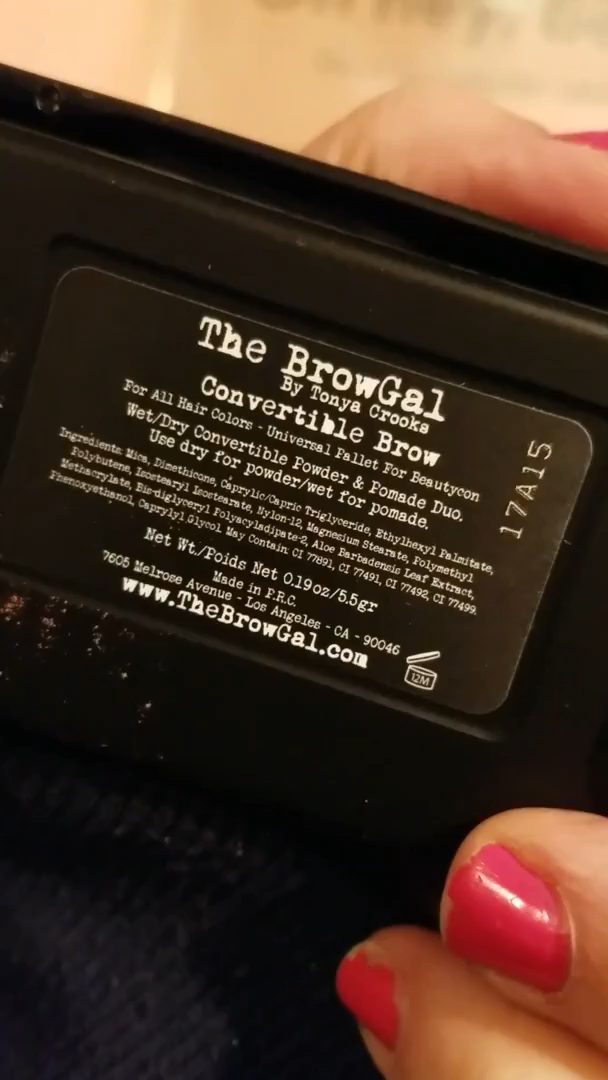 The BrowGal
By Tonya Crooks
Convertible Brow
For All Hair Colors - Universal Pallet For Beautycon
Wet/Dry Convertible Powder & Pomade Duo.
Use dry for powder/wet for pomade.
Ingredients: Mica, Dimethicone, Caprylic/Capric Triglyceride, Ethylhexyl Palmitate,
Polybutene, Isostearyl Isostearate, Nylon-12, Magnesium Stearate, Polymethyl
Methacrylate, Bis-diglyceryl Polyacyladipate-2, Aloe Barbadensis Leaf Extract,
Phenoxyethanol, Caprylyl Glycol May Contain: CI 77891, CI 77491, CI 77492, CI 77499.
Net Wt./Poids Net 0.19oz/5.5gr
Made in P.R.C.
7605 Melrose Avenue - Los Angeles - CA - 90046
www.TheBrowGal.com
12M
17A15